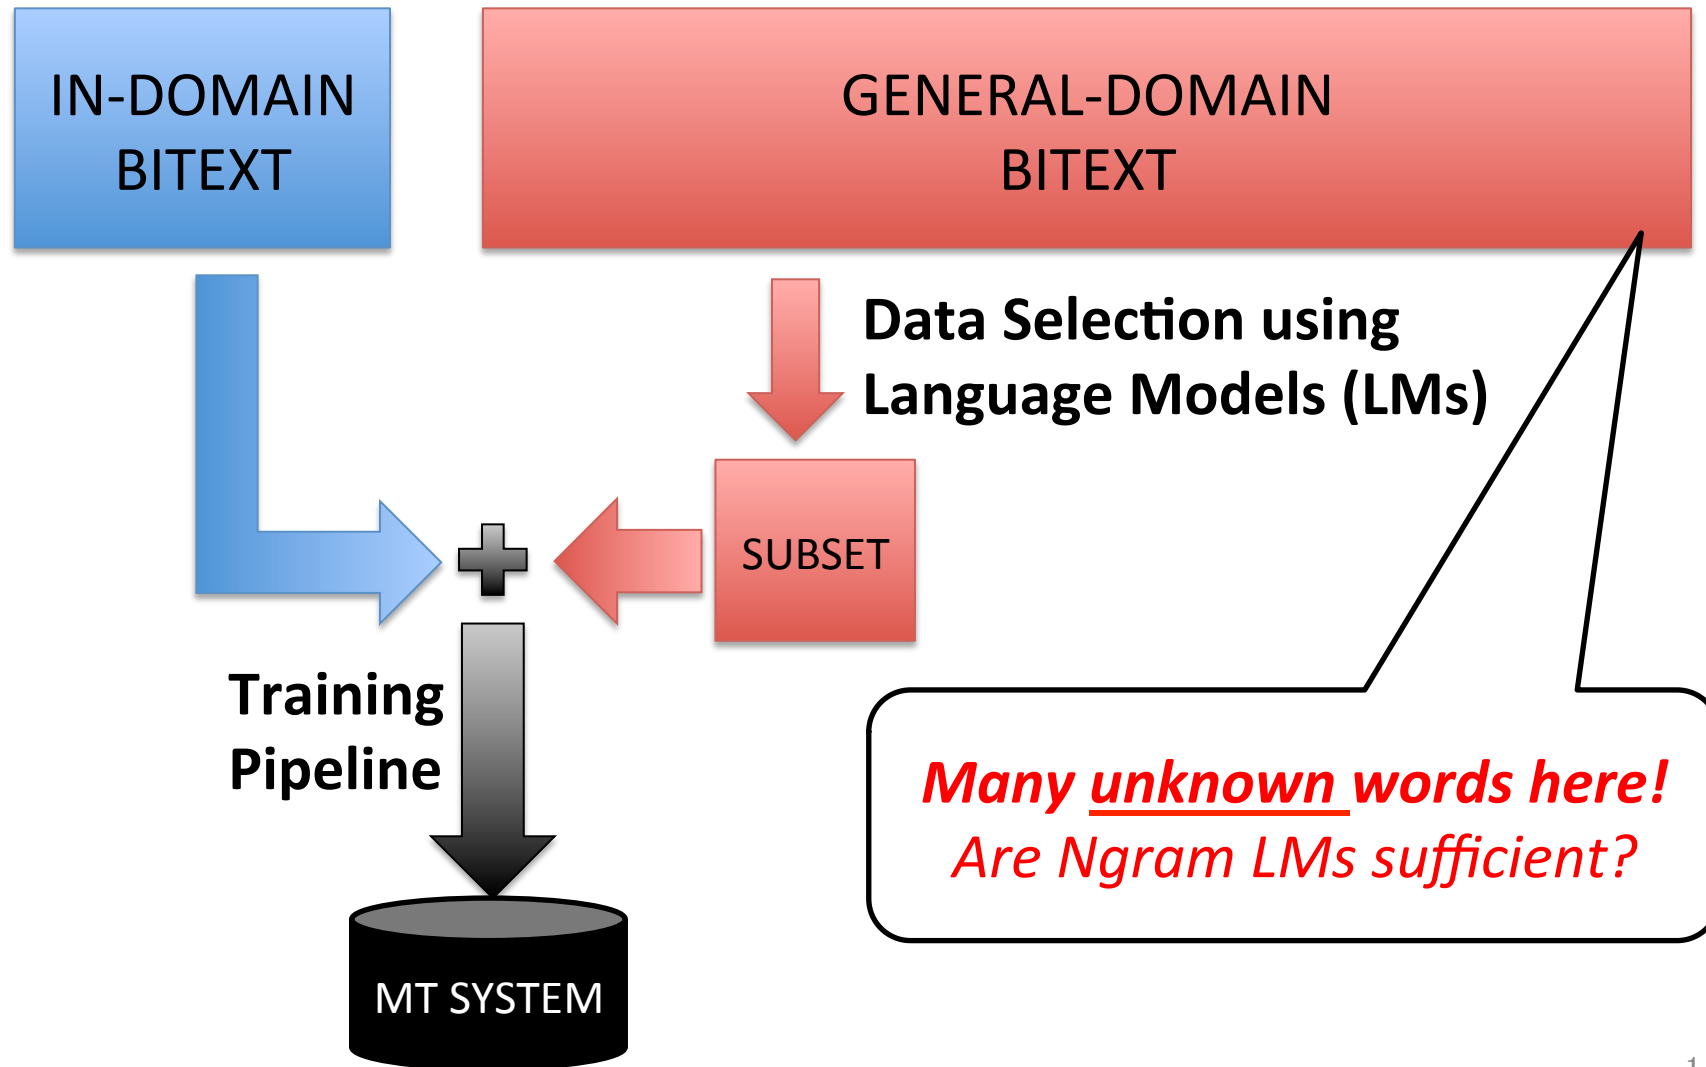 IN-DOMAIN
BITEXT
GENERAL-DOMAIN
BITEXT
Data Selection using
Language Models (LMs)
SUBSET
Training
Pipeline
Many unknown words here!
Are Ngram LMs sufficient?
MT SYSTEM
1